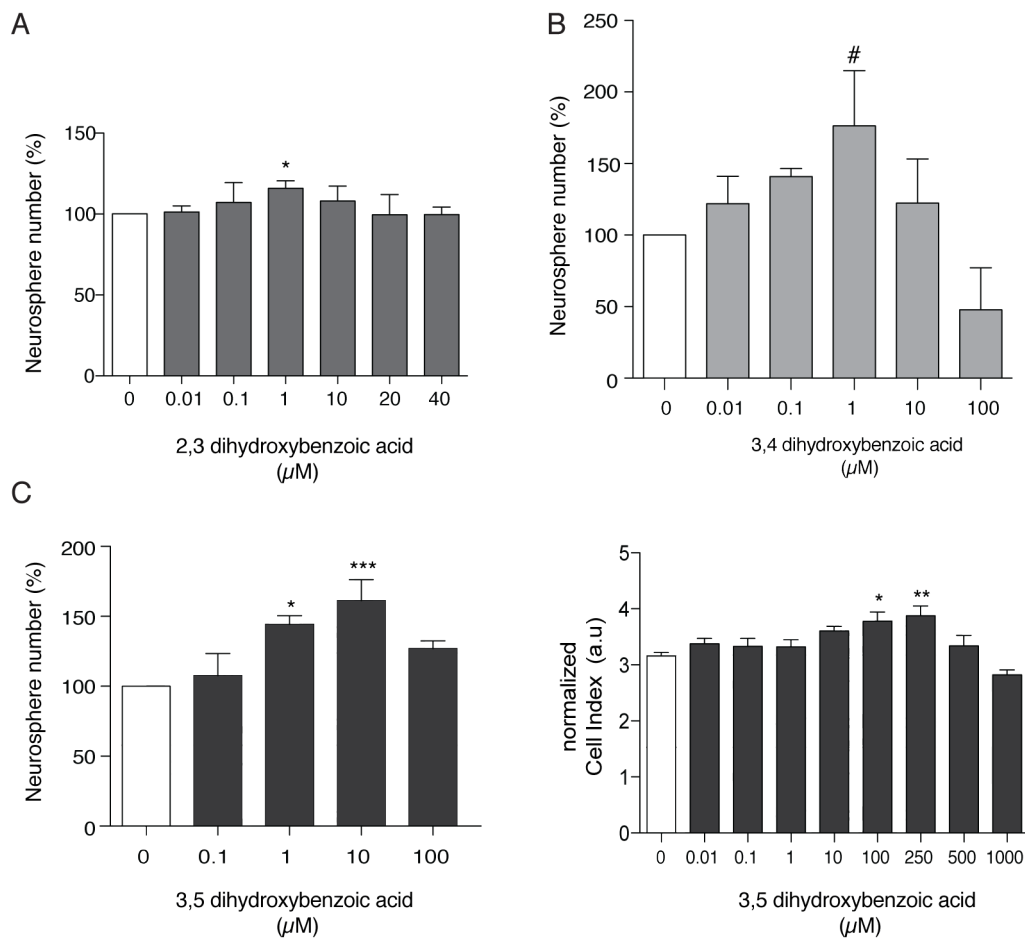 A
Neurosphere number (%)
150
100
50
0
*
0 0.01 0.1 1 10 20 40
2,3 dihydroxybenzoic acid
(µM)
B
Neurosphere number (%)
250
200
150
100
50
0
#
0 0.01 0.1 1 10 100
3,4 dihydroxybenzoic acid
(µM)
C
Neurosphere number (%)
200
150
100
50
0
*
***
0 0.1 1 10 100
3,5 dihydroxybenzoic acid
(µM)
normalized
Cell Index (a.u)
5
4
3
2
1
0
*
**
0 0.01 0.1 1 10 100 250 500 1000
3,5 dihydroxybenzoic acid
(µM)